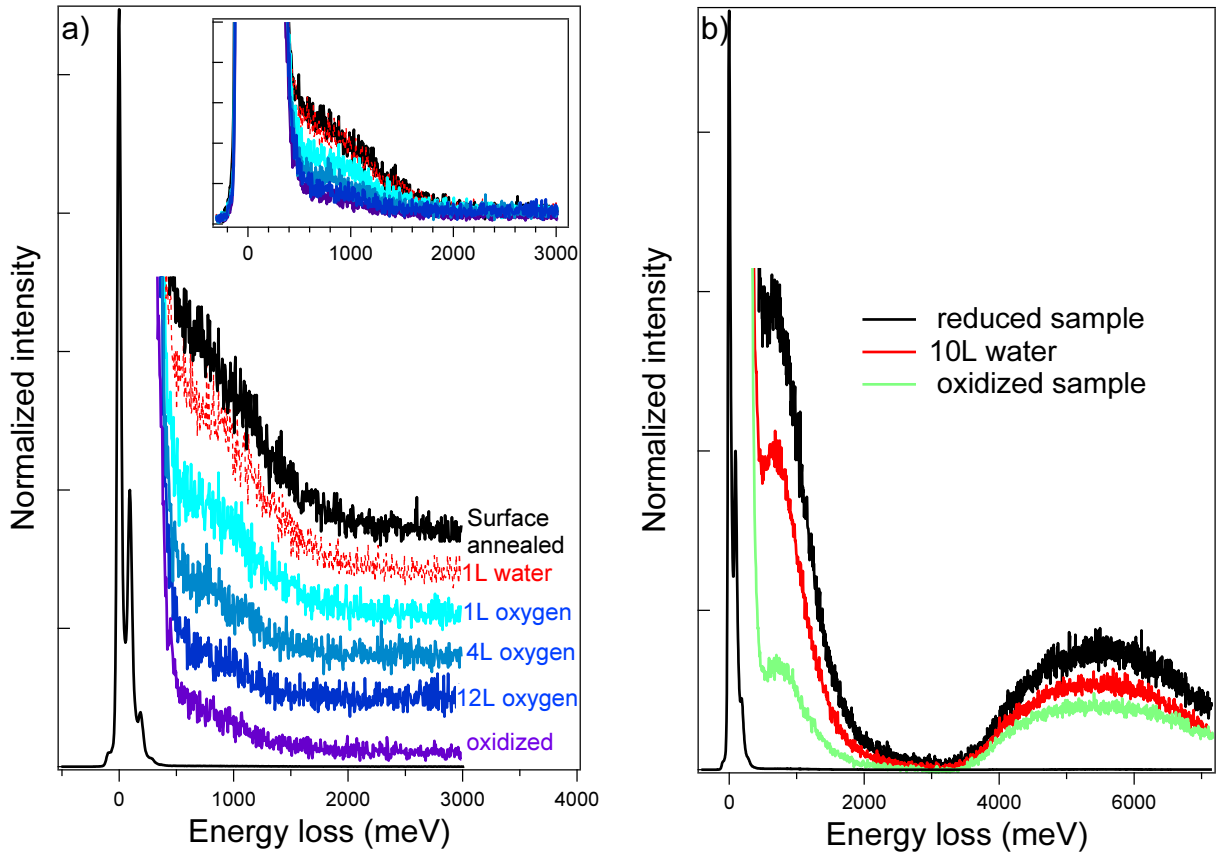 a)
0
1000
2000
3000
Normalized intensity
Surface
annealed
1L water
1L oxygen
4L oxygen
12L oxygen
oxidized
0
1000
2000
3000
4000
Energy loss (meV)
b)
Normalized intensity
reduced sample
10L water
oxidized sample
0
2000
4000
6000
Energy loss (meV)